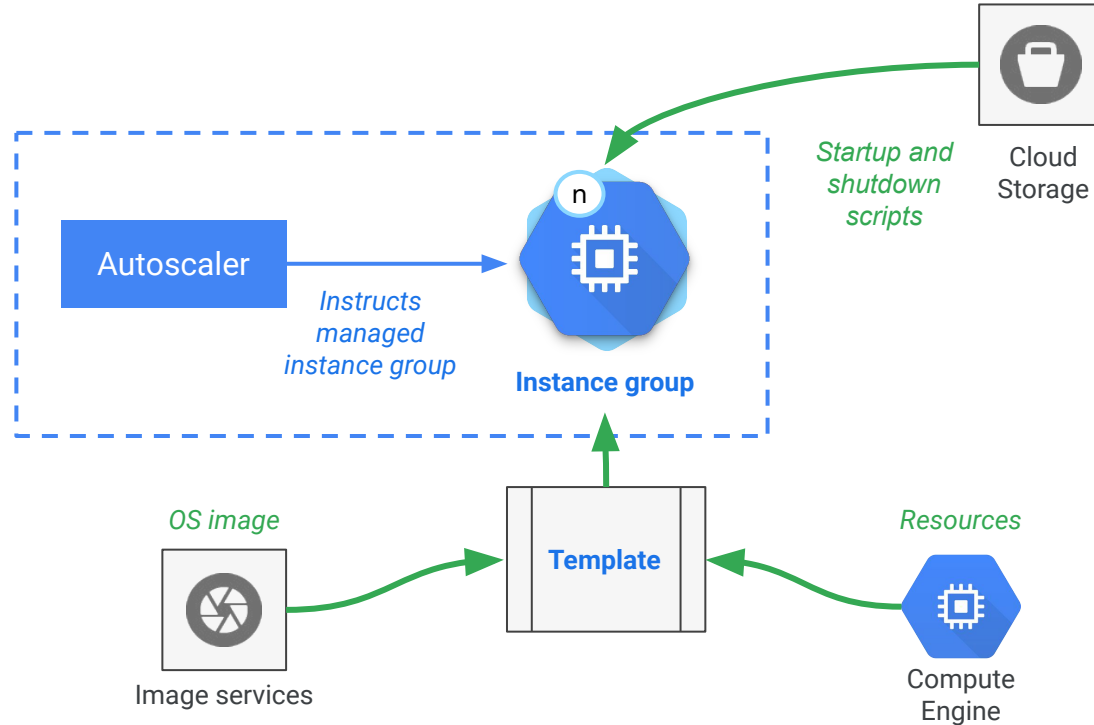 Startup and
shutdown
scripts
Cloud
Storage
n
Autoscaler
Instructs
managed
instance group
Instance group
OS image
Resources
Template
Image services
Compute
Engine